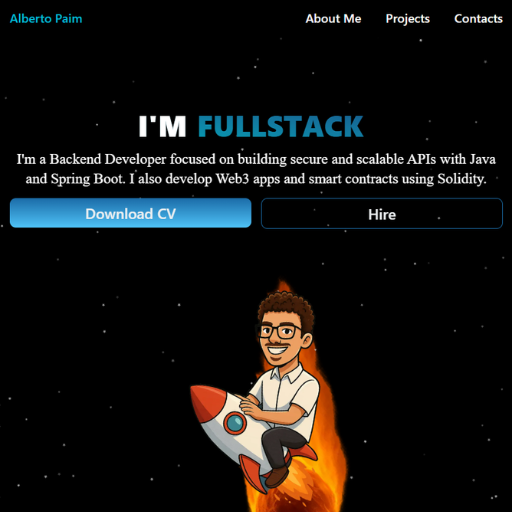 Alberto Paim
About Me
Projects
Contacts
I'M FULLSTACK
I'm a Backend Developer focused on building secure and scalable APIs with Java
and Spring Boot. I also develop Web3 apps and smart contracts using Solidity.
Download CV
Hire